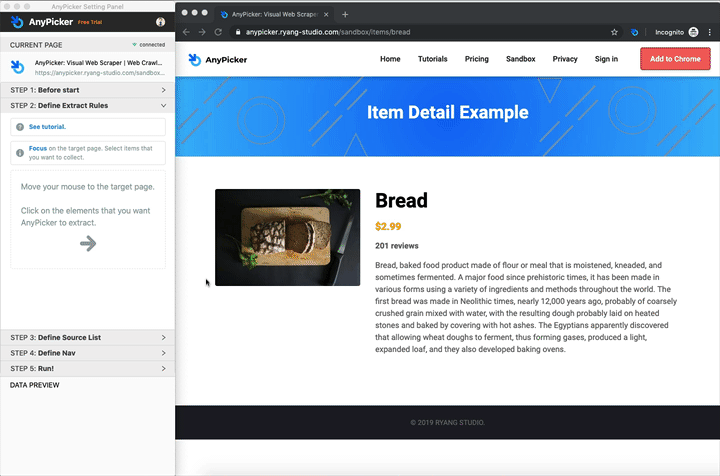 AnyPicker Setting Panel
AnyPicker Free Trial
CURRENT PAGE connected
AnyPicker: Visual Web Scraper | Web Crawl...
https://anypicker.ryang-studio.com/sandbox...
STEP 1: Before start
STEP 2: Define Extract Rules
See tutorial.
Focus on the target page. Select items that
you want to collect.
Move your mouse to the target page.
Click on the elements that you want
AnyPicker to extract.
STEP 3: Define Source List
STEP 4: Define Nav
STEP 5: Run!
DATA PREVIEW
AnyPicker: Visual Web Scraper
anypicker.ryang-studio.com/sandbox/items/bread
Incognito
AnyPicker
Home
Tutorials
Pricing
Sandbox
Privacy
Sign in
Add to Chrome
Item Detail Example
Bread
$2.99
201 reviews
Bread, baked food product made of flour or meal that is moistened, kneaded, and
sometimes fermented. A major food since prehistoric times, it has been made in
various forms using a variety of ingredients and methods throughout the world. The
first bread was made in Neolithic times, nearly 12,000 years ago, probably of coarsely
crushed grain mixed with water, with the resulting dough probably laid on heated
stones and baked by covering with hot ashes. The Egyptians apparently discovered
that allowing wheat doughs to ferment, thus forming gases, produced a light,
expanded loaf, and they also developed baking ovens.
© 2019 RYANG STUDIO.